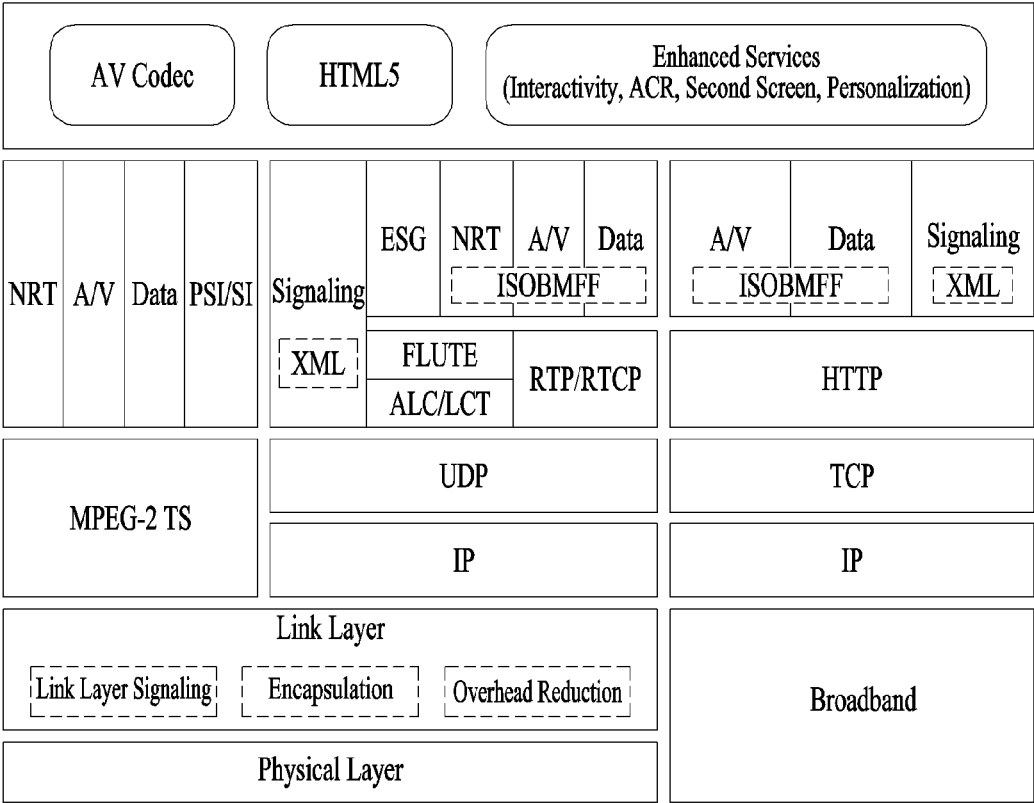 AV Codec
HTML5
Enhanced Services
(Interactivity, ACR, Second Screen, Personalization)
NRT
A/V
Data
PSI/SI
Signaling
XML
ESG
NRT
A/V
Data
ISOBMFF
FLUTE
ALC/LCT
RTP/RTCP
A/V
Data
ISOBMFF
Signaling
XML
HTTP
MPEG-2 TS
UDP
IP
TCP
IP
Link Layer
Link Layer Signaling
Encapsulation
Overhead Reduction
Physical Layer
Broadband